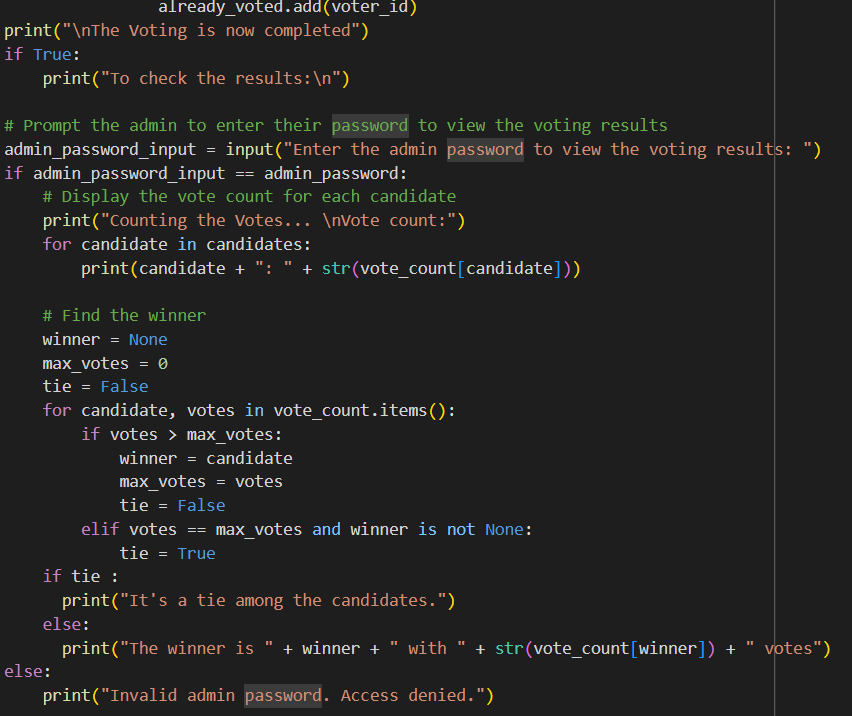 already_voted.add(voter_id)
print("\nThe Voting is now completed")
if True:
    print("To check the results:\n")

# Prompt the admin to enter their password to view the voting results
admin_password_input = input("Enter the admin password to view the voting results: ")
if admin_password_input == admin_password:
    # Display the vote count for each candidate
    print("Counting the Votes... \nVote count:")
    for candidate in candidates:
        print(candidate + ": " + str(vote_count[candidate]))

    # Find the winner
    winner = None
    max_votes = 0
    tie = False
    for candidate, votes in vote_count.items():
        if votes > max_votes:
            winner = candidate
            max_votes = votes
            tie = False
        elif votes == max_votes and winner is not None:
            tie = True
    if tie :
      print("It's a tie among the candidates.")
    else:
      print("The winner is " + winner + " with " + str(vote_count[winner]) + " votes")
else:
    print("Invalid admin password. Access denied.")